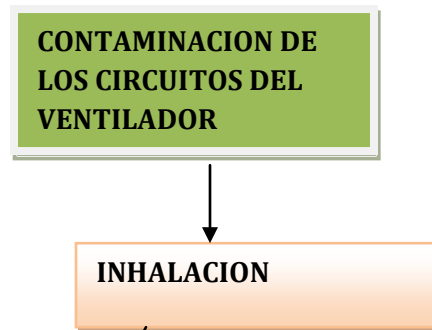 CONTAMINACION DE
LOS CIRCUITOS DEL
VENTILADOR
INHALACION